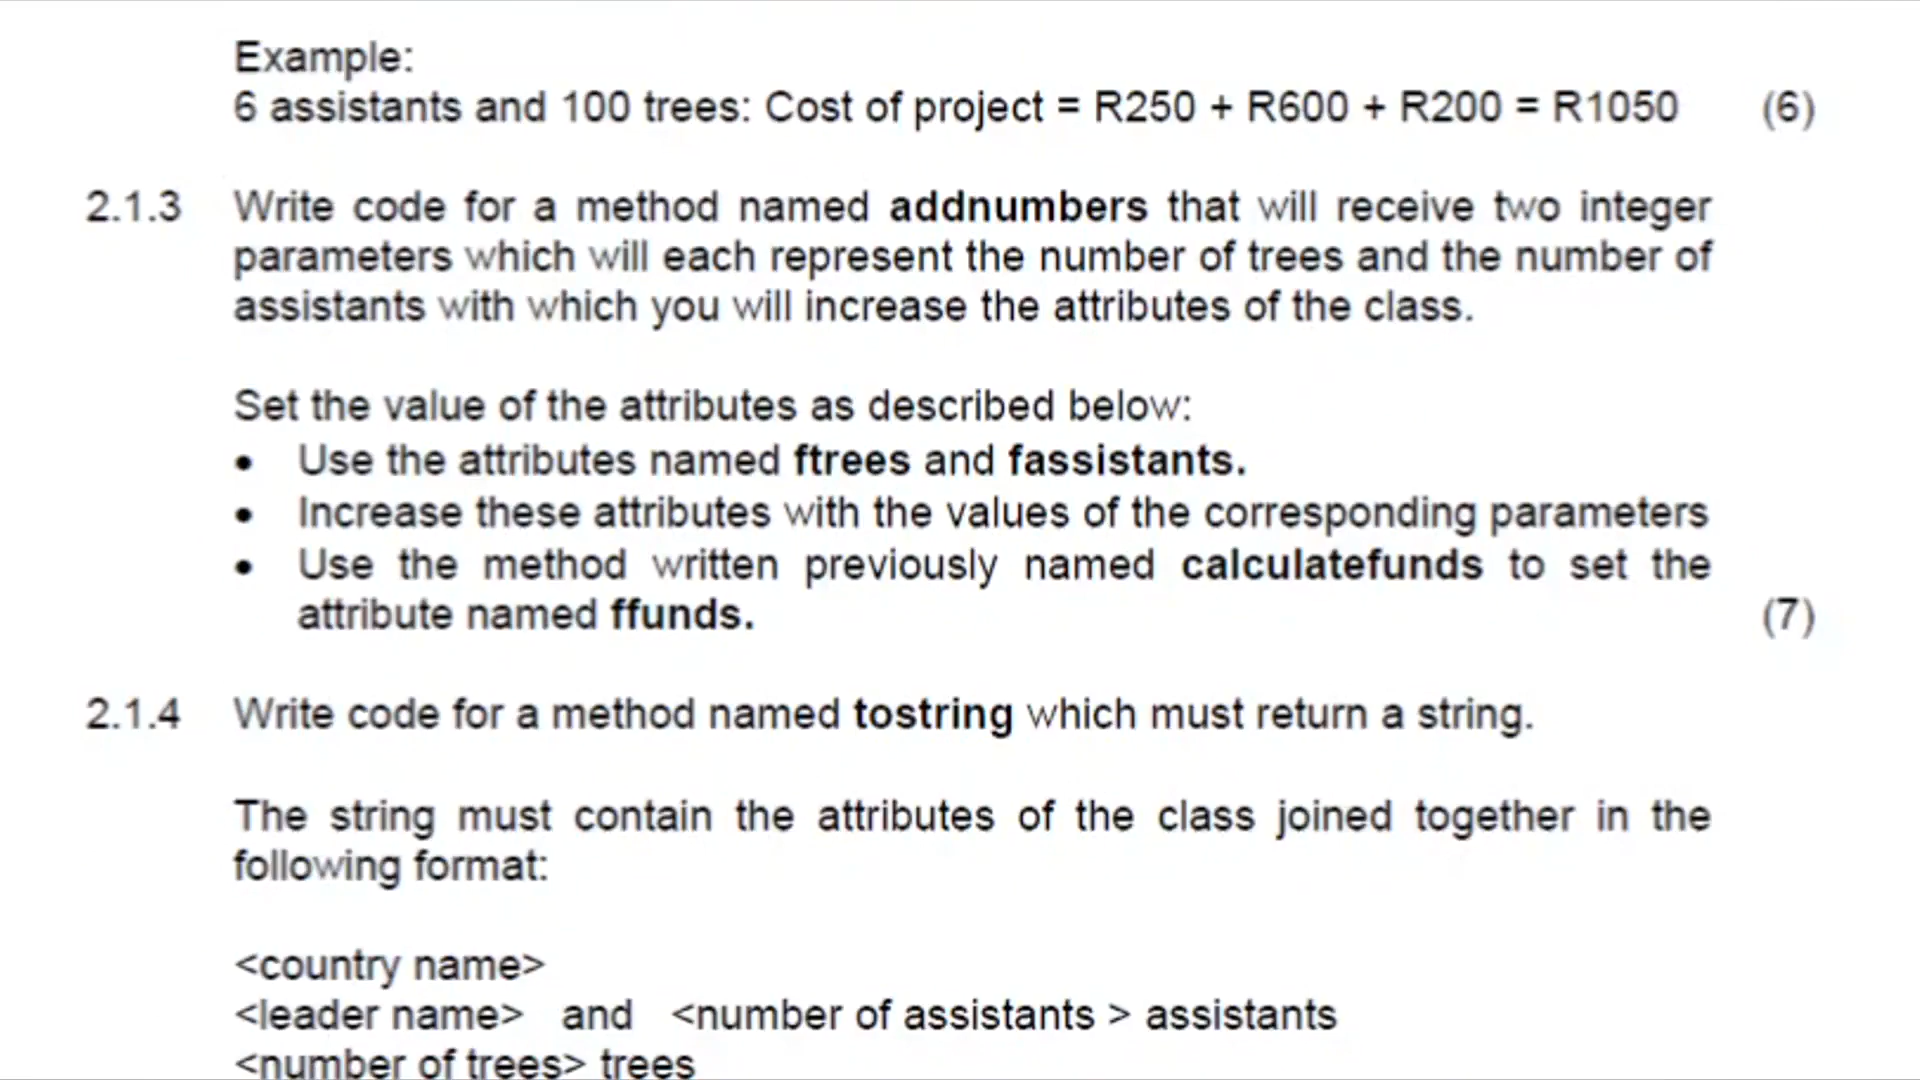 Example:
6 assistants and 100 trees: Cost of project = R250 + R600 + R200 = R1050 (6)
2.1.3 Write code for a method named addnumbers that will receive two integer
parameters which will each represent the number of trees and the number of
assistants with which you will increase the attributes of the class.
Set the value of the attributes as described below:
• Use the attributes named ftrees and fassistants.
• Increase these attributes with the values of the corresponding parameters
• Use the method written previously named calculatefunds to set the
attribute named ffunds. (7)
2.1.4 Write code for a method named tostring which must return a string.
The string must contain the attributes of the class joined together in the
following format:
<country name>
<leader name> and <number of assistants > assistants
<number of trees> trees